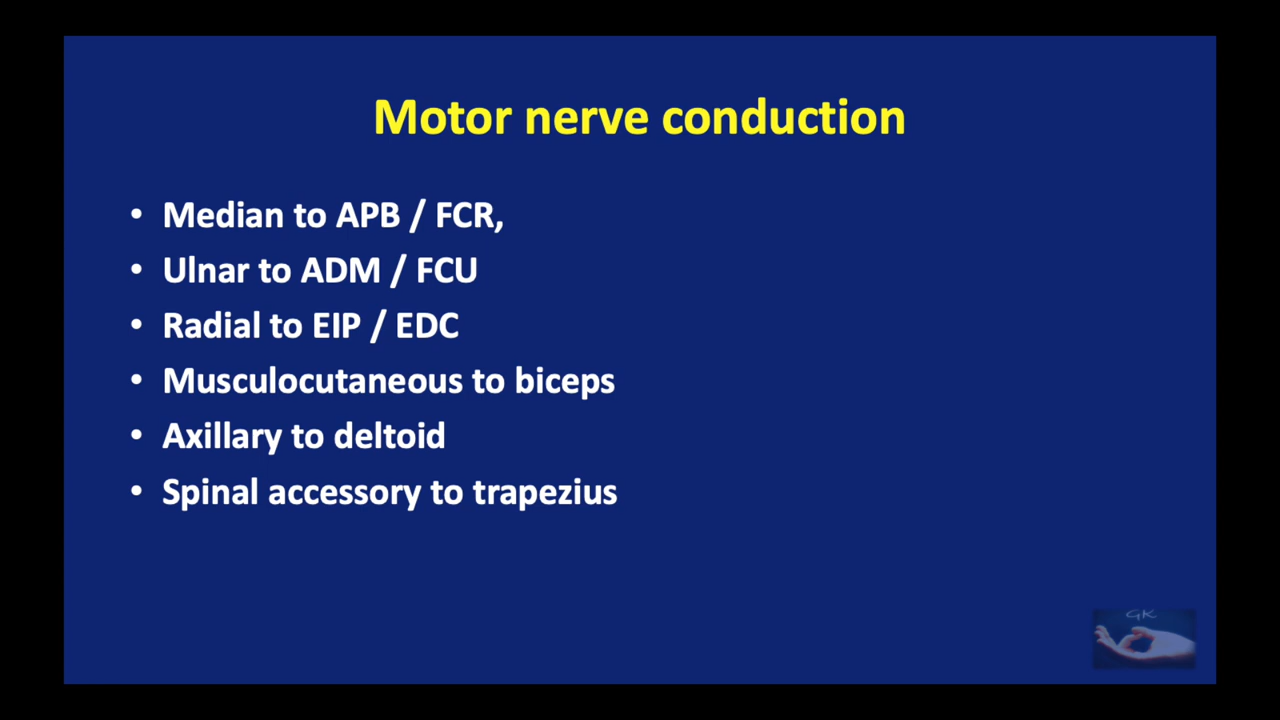 Motor nerve conduction
• Median to APB / FCR,
• Ulnar to ADM / FCU
• Radial to EIP / EDC
• Musculocutaneous to biceps
• Axillary to deltoid
• Spinal accessory to trapezius
GK